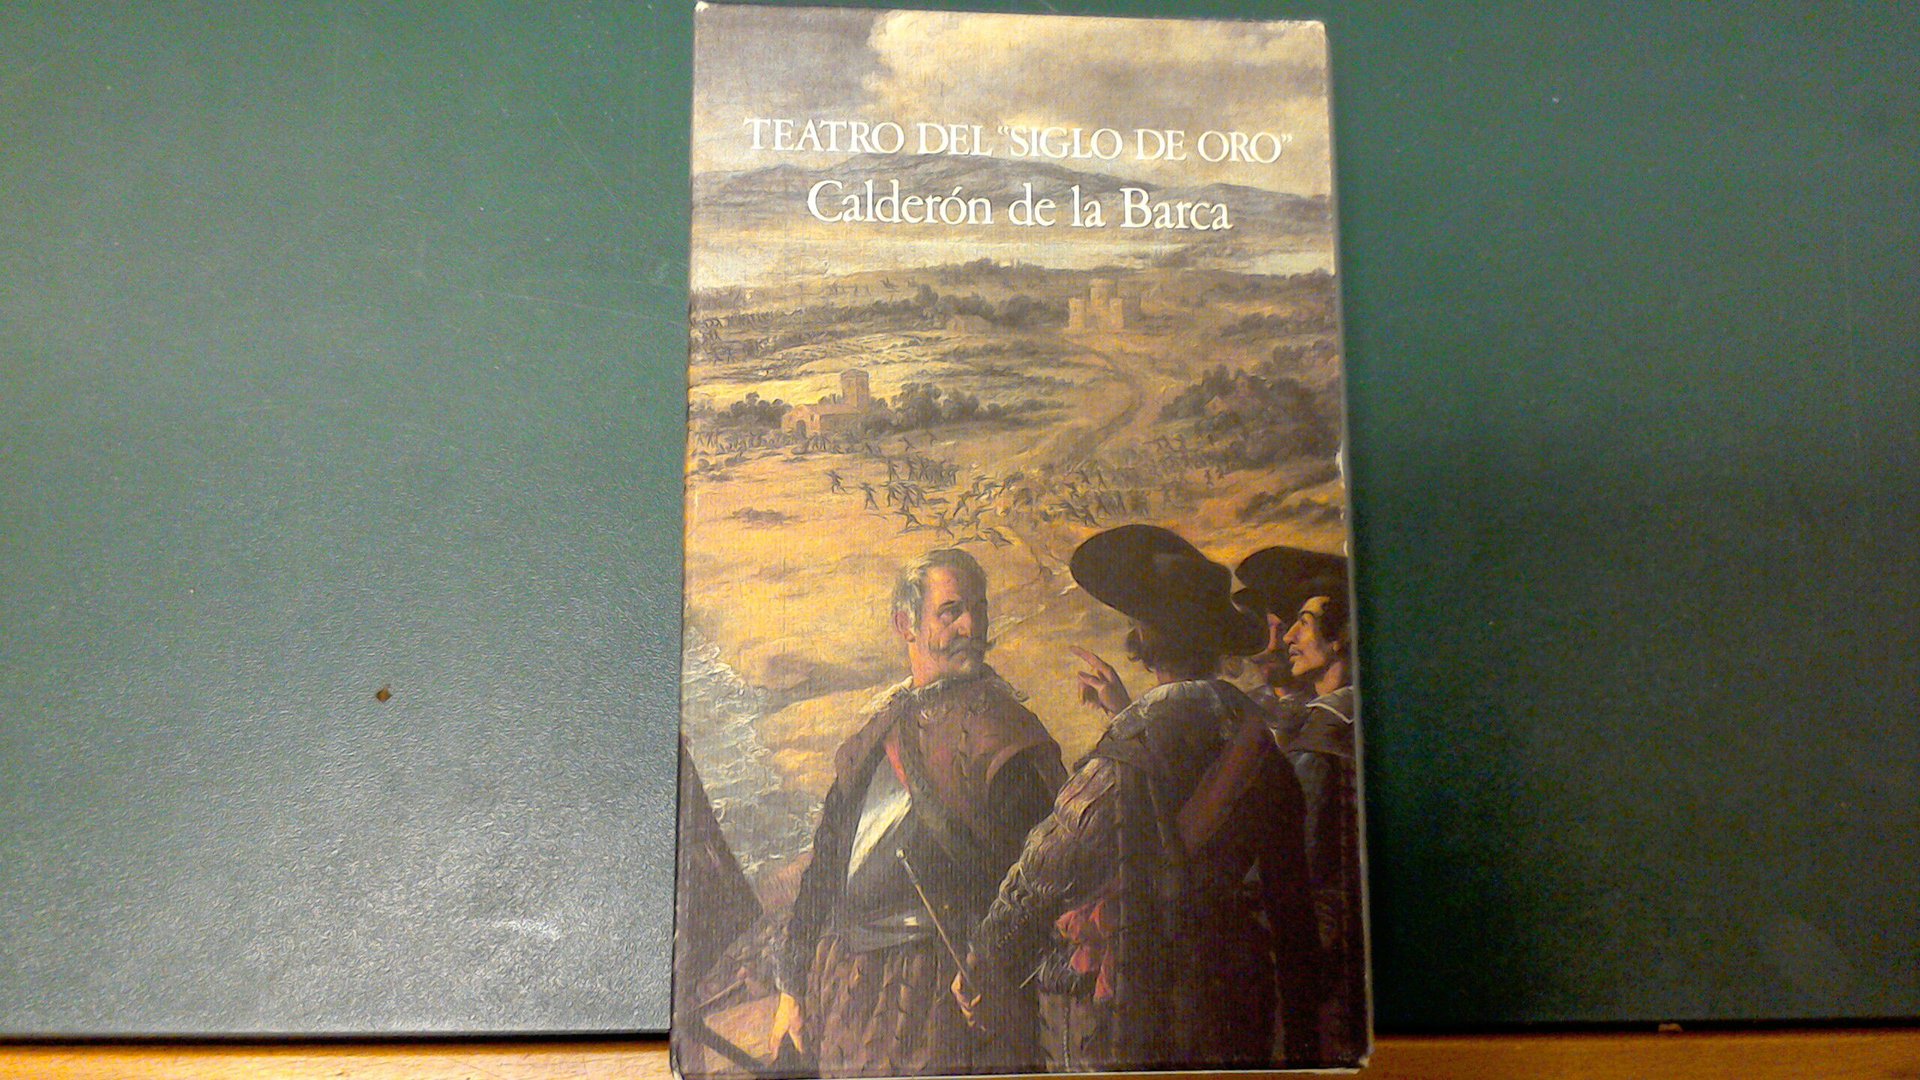 TEATRO DEL “SIGLO DE ORO”
Calderón de la Barca